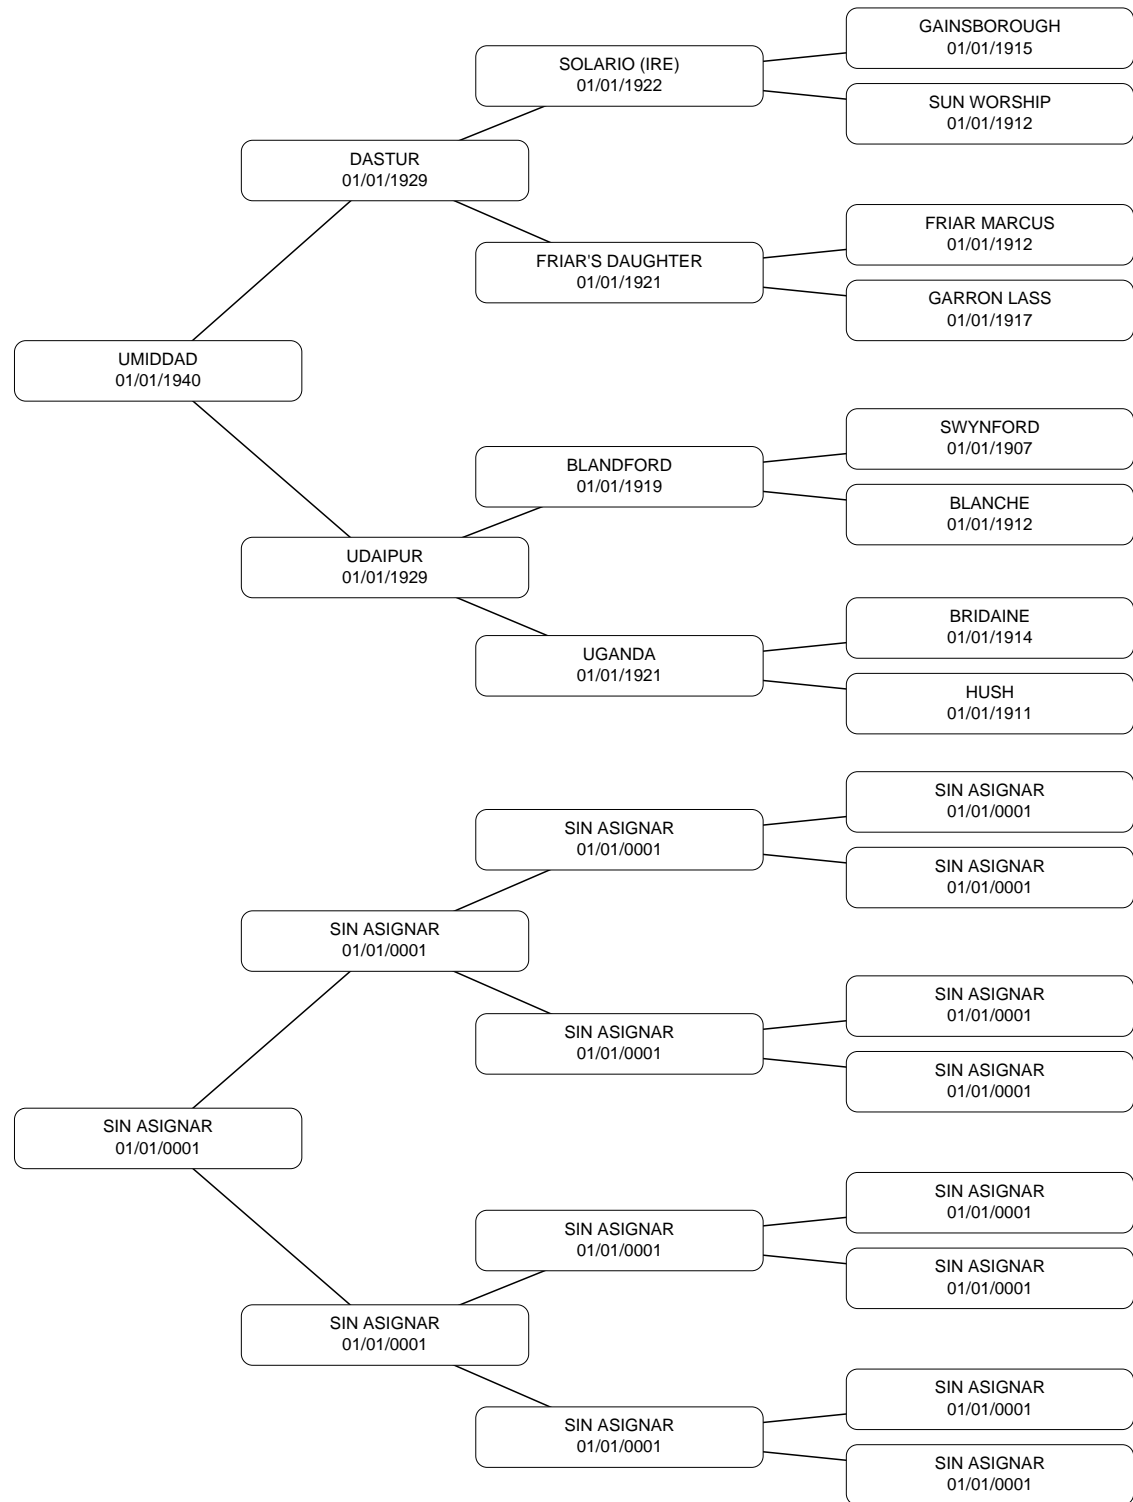 GAINSBOROUGH
01/01/1915
SOLARIO (IRE)
01/01/1922
SUN WORSHIP
01/01/1912
DASTUR
01/01/1929
FRIAR MARCUS
01/01/1912
FRIAR'S DAUGHTER
01/01/1921
GARRON LASS
01/01/1917
UMIDDAD
01/01/1940
SWYNFORD
01/01/1907
BLANDFORD
01/01/1919
BLANCHE
01/01/1912
UDAIPUR
01/01/1929
BRIDAINE
01/01/1914
UGANDA
01/01/1921
HUSH
01/01/1911
SIN ASIGNAR
01/01/0001
SIN ASIGNAR
01/01/0001
SIN ASIGNAR
01/01/0001
SIN ASIGNAR
01/01/0001
SIN ASIGNAR
01/01/0001
SIN ASIGNAR
01/01/0001
SIN ASIGNAR
01/01/0001
SIN ASIGNAR
01/01/0001
SIN ASIGNAR
01/01/0001
SIN ASIGNAR
01/01/0001
SIN ASIGNAR
01/01/0001
SIN ASIGNAR
01/01/0001
SIN ASIGNAR
01/01/0001
SIN ASIGNAR
01/01/0001
SIN ASIGNAR
01/01/0001